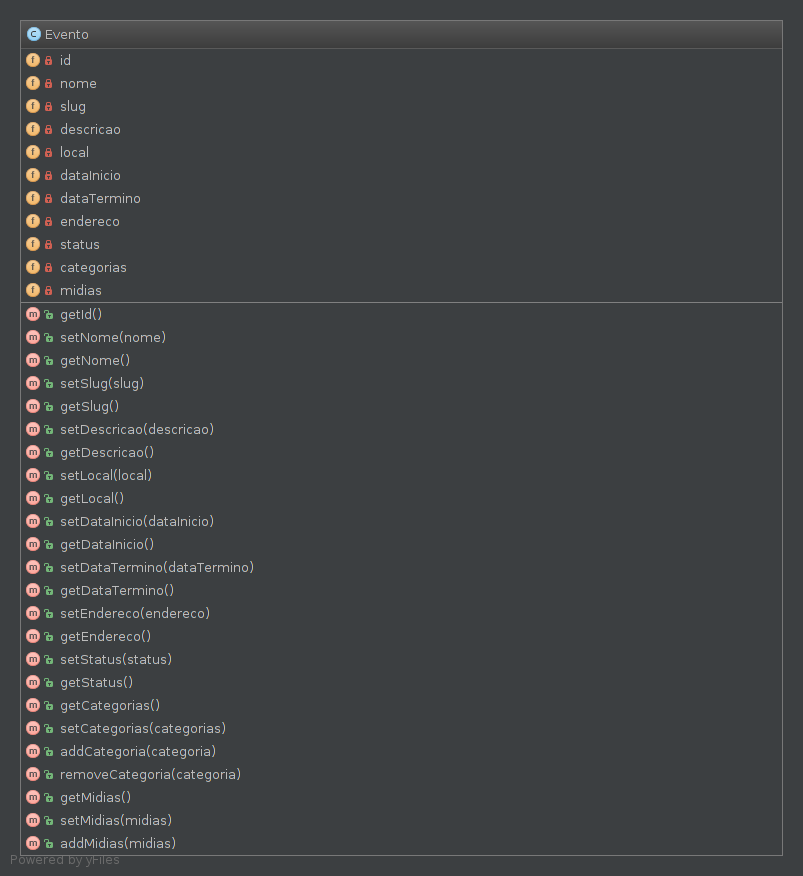 C Evento
f id
f nome
f slug
f descricao
f local
f dataInicio
f dataTermino
f endereco
f status
f categorias
f midias
m getId()
m setNome(nome)
m getNome()
m setSlug(slug)
m getSlug()
m setDescricao(descricao)
m getDescricao()
m setLocal(local)
m getLocal()
m setDataInicio(dataInicio)
m getDataInicio()
m setDataTermino(dataTermino)
m getDataTermino()
m setEndereco(endereco)
m getEndereco()
m setStatus(status)
m getStatus()
m getCategorias()
m setCategorias(categorias)
m addCategoria(categoria)
m removeCategoria(categoria)
m getMidias()
m setMidias(midias)
m addMidias(midias)
Powered by yFiles